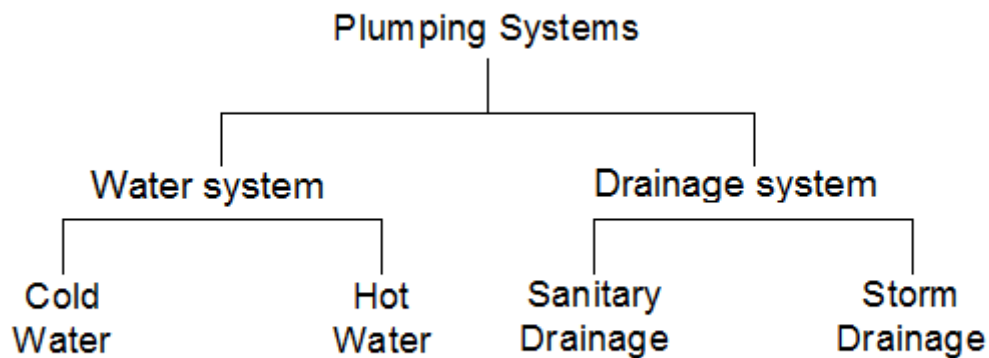 Plumping Systems
Water system
Drainage system
Cold
Water
Hot
Water
Sanitary
Drainage
Storm
Drainage